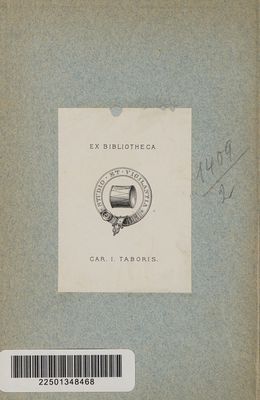 EX BIBLIOTHECA
STUDIO · ET · VIGILANTIA
CAR. I. TABORIS.
1409
2
22501348468